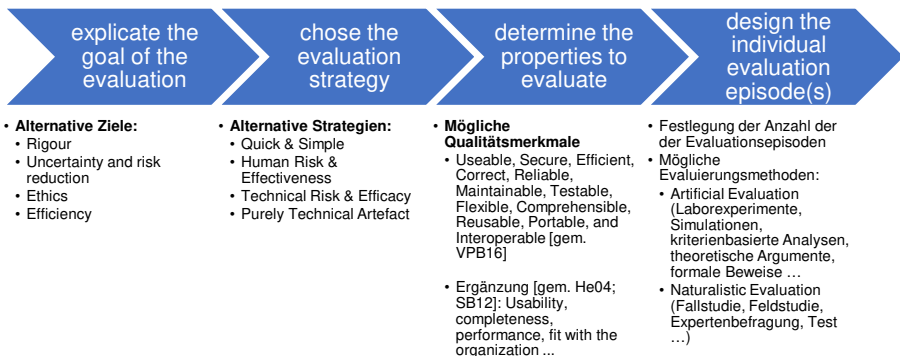 explicate the
goal of the
evaluation
chose the
evaluation
strategy
determine the
properties to
evaluate
design the
individual
evaluation
episode(s)
• Alternative Ziele:
• Rigour
• Uncertainty and risk
reduction
• Ethics
• Efficiency
• Alternative Strategien:
• Quick & Simple
• Human Risk &
Effectiveness
• Technical Risk & Efficacy
• Purely Technical Artefact
• Mögliche
Qualitätsmerkmale
• Useable, Secure, Efficient,
Correct, Reliable,
Maintainable, Testable,
Flexible, Comprehensible,
Reusable, Portable, and
Interoperable [gem.
VPB16]
• Ergänzung [gem. He04;
SB12]: Usability,
completeness,
performance, fit with the
organization ...
• Festlegung der Anzahl der
der Evaluationsepisoden
• Mögliche
Evaluierungsmethoden:
• Artificial Evaluation
(Laborexperimente,
Simulationen,
kriterienbasierte Analysen,
theoretische Argumente,
formale Beweise …
• Naturalistic Evaluation
(Fallstudie, Feldstudie,
Expertenbefragung, Test
…)